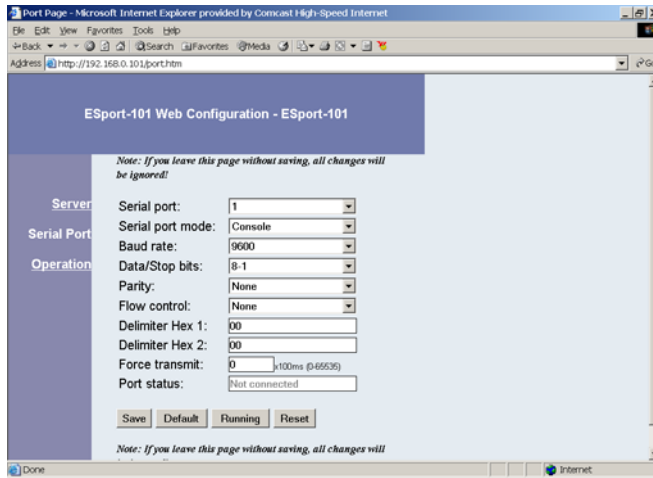 Port Page - Microsoft Internet Explorer provided by Comcast High-Speed Internet
File Edit View Favorites Tools Help
Back Search Favorites Media
Address http://192.168.0.101/port.htm
ESport-101 Web Configuration - ESport-101
Note: If you leave this page without saving, all changes will
be ignored!
Server
Serial Port
Operation
Serial port: 1
Serial port mode: Console
Baud rate: 9600
Data/Stop bits: 8-1
Parity: None
Flow control: None
Delimiter Hex 1: 00
Delimiter Hex 2: 00
Force transmit: 0 x100ms (0-65535)
Port status: Not connected
Save Default Running Reset
Note: If you leave this page without saving, all changes will
Done Internet